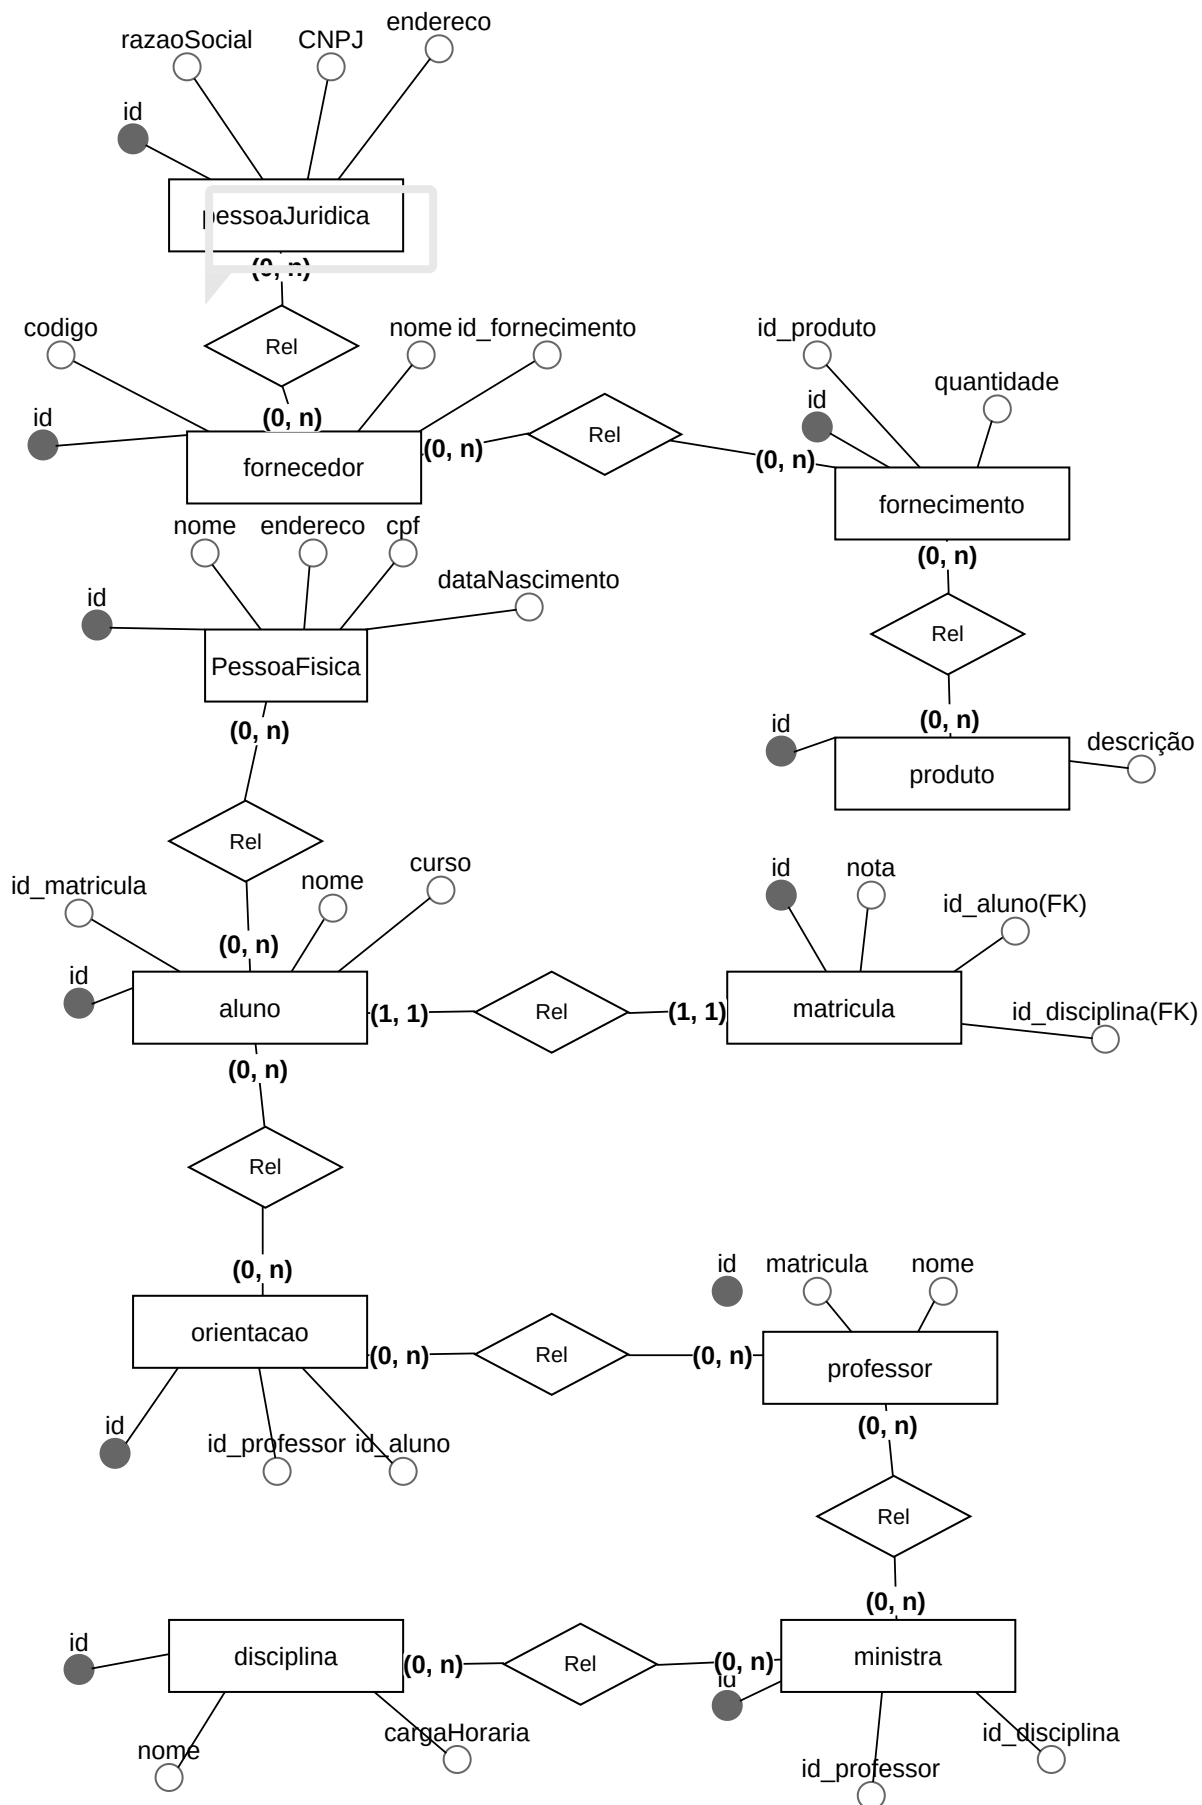 endereco
razaoSocial CNPJ
id
pessoaJuridica
(0, n)
codigo
Rel
nome id_fornecimento
id_produto
quantidade
id
id
(0, n)
(0, n)
Rel
(0, n)
fornecedor
fornecimento
nome endereco cpf
(0, n)
dataNascimento
id
Rel
PessoaFisica
(0, n)
(0, n)
id
descrição
produto
Rel
curso
id_matricula
nome
id
nota
id_aluno(FK)
(0, n)
id
aluno
(1, 1)
Rel
(1, 1)
matricula
id_disciplina(FK)
(0, n)
Rel
(0, n)
id
matricula
nome
orientacao
(0, n)
Rel
(0, n)
professor
(0, n)
id
id_professor id_aluno
Rel
(0, n)
id
disciplina
(0, n)
Rel
(0, n)
ministra
id
cargaHoraria
id_disciplina
nome
id_professor